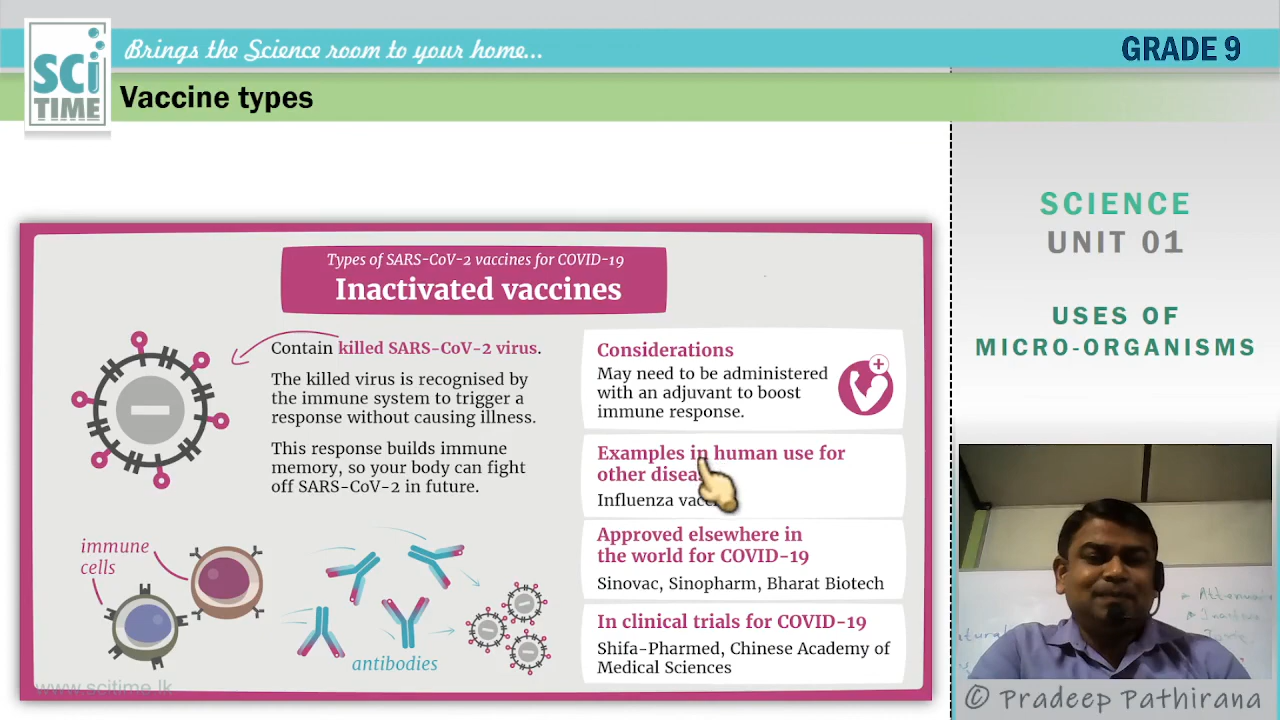 SCi
TIME
Brings the Science room to your home...
GRADE 9
Vaccine types
SCIENCE
UNIT 01
USES OF
MICRO-ORGANISMS
Types of SARS-CoV-2 vaccines for COVID-19
Inactivated vaccines
Contain killed SARS-CoV-2 virus.
The killed virus is recognised by
the immune system to trigger a
response without causing illness.
This response builds immune
memory, so your body can fight
off SARS-CoV-2 in future.
immune
cells
antibodies
Considerations
May need to be administered
with an adjuvant to boost
immune response.
Examples in human use for
other
Influenza
Approved elsewhere in
the world for COVID-19
Sinovac, Sinopharm, Bharat Biotech
In clinical trials for COVID-19
Shifa-Pharmed, Chinese Academy of
Medical Sciences
www.scitime.lk
© Pradeep Pathirana